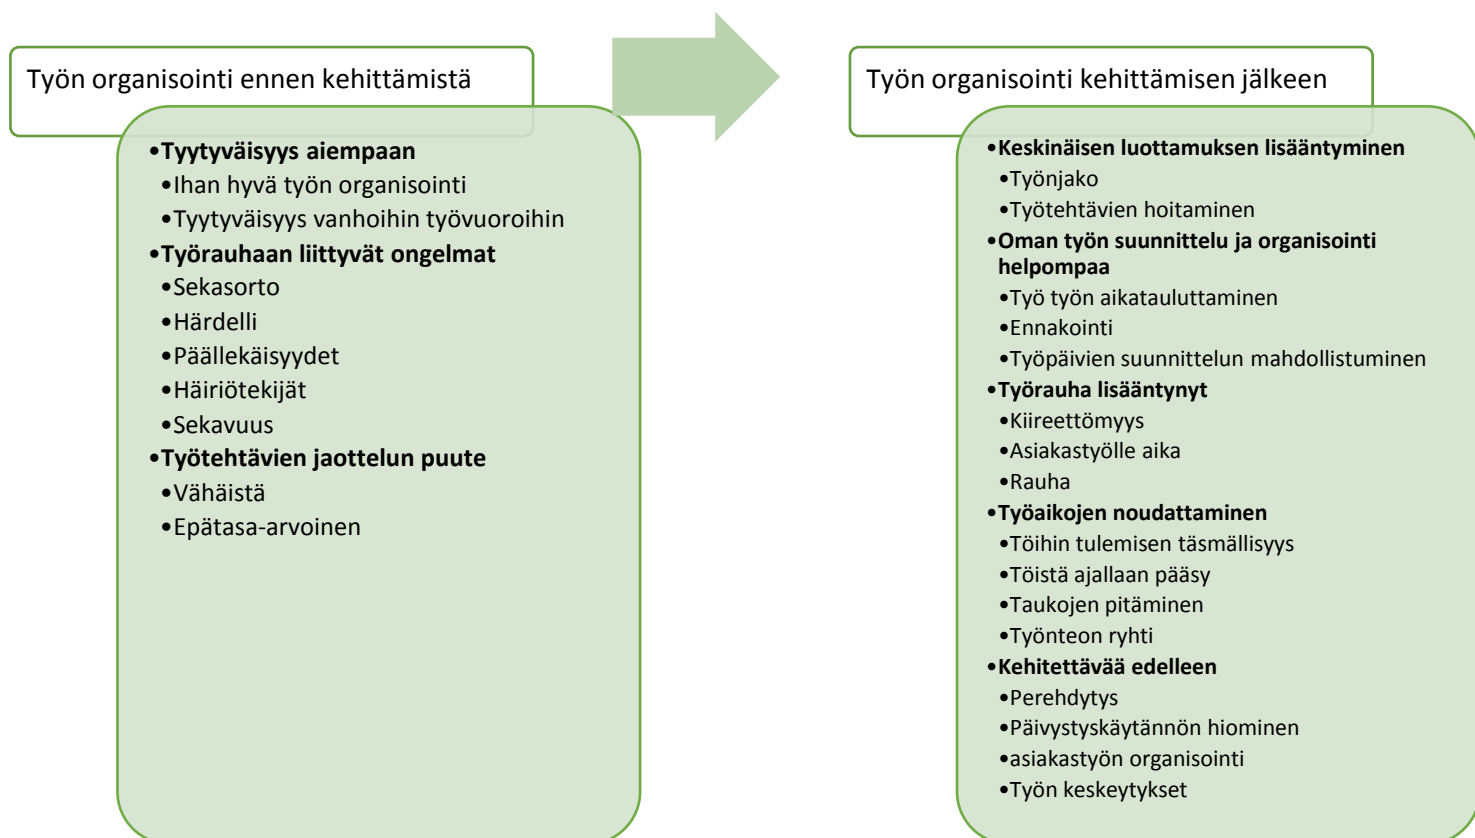 Työn organisointi ennen kehittämistä
•Tyytyväisyys aiempaan
•Ihan hyvä työn organisointi
•Tyytyväisyys vanhoihin työvuoroihin
•Työrauhaan liittyvät ongelmat
•Sekasorto
•Härdelli
•Päällekäisyydet
•Häiriötekijät
•Sekavuus
•Työtehtävien jaottelun puute
•Vähäistä
•Epätasa-arvoinen
Työn organisointi kehittämisen jälkeen
•Keskinäisen luottamuksen lisääntyminen
•Työnjako
•Työtehtävien hoitaminen
•Oman työn suunnittelu ja organisointi
helpompaa
•Työ työn aikatauluttaminen
•Ennakointi
•Työpäivien suunnittelun mahdollistuminen
•Työrauha lisääntynyt
•Kiireettömyys
•Asiakastyölle aika
•Rauha
•Työaikojen noudattaminen
•Töihin tulemisen täsmällisyys
•Töistä ajallaan pääsy
•Taukojen pitäminen
•Työnteon ryhti
•Kehitettävää edelleen
•Perehdytys
•Päivystyskäytännön hiominen
•asiakastyön organisointi
•Työn keskeytykset